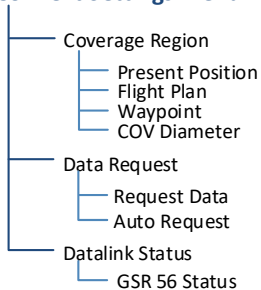 Coverage Region
Present Position
Flight Plan
Waypoint
COV Diameter
Data Request
Request Data
Auto Request
Datalink Status
GSR 56 Status